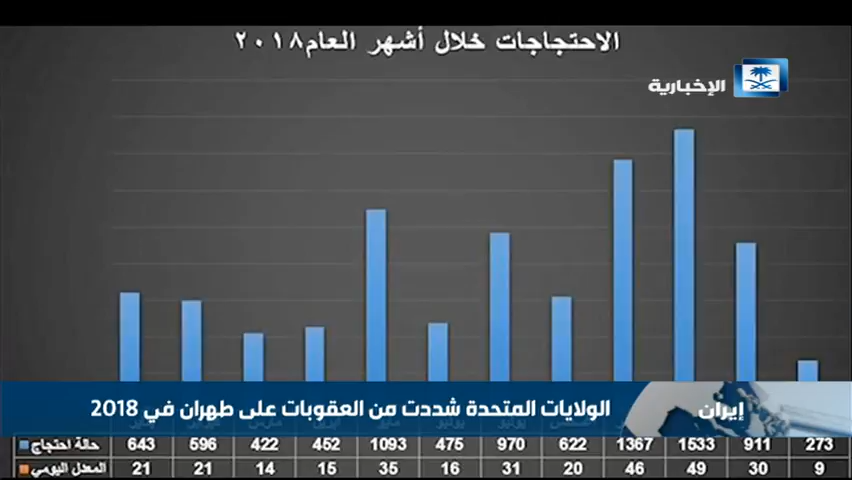 الاحتجاجات خلال أشهر العام٢٠١٨
الإخبارية
إيران
الولايات المتحدة شددت من العقوبات على طهران في 2018
حالة احتجاج 643 596 422 452 1093 475 970 622 1367 1533 911 273
المعدل اليومي 21 21 14 15 35 16 31 20 46 49 30 9